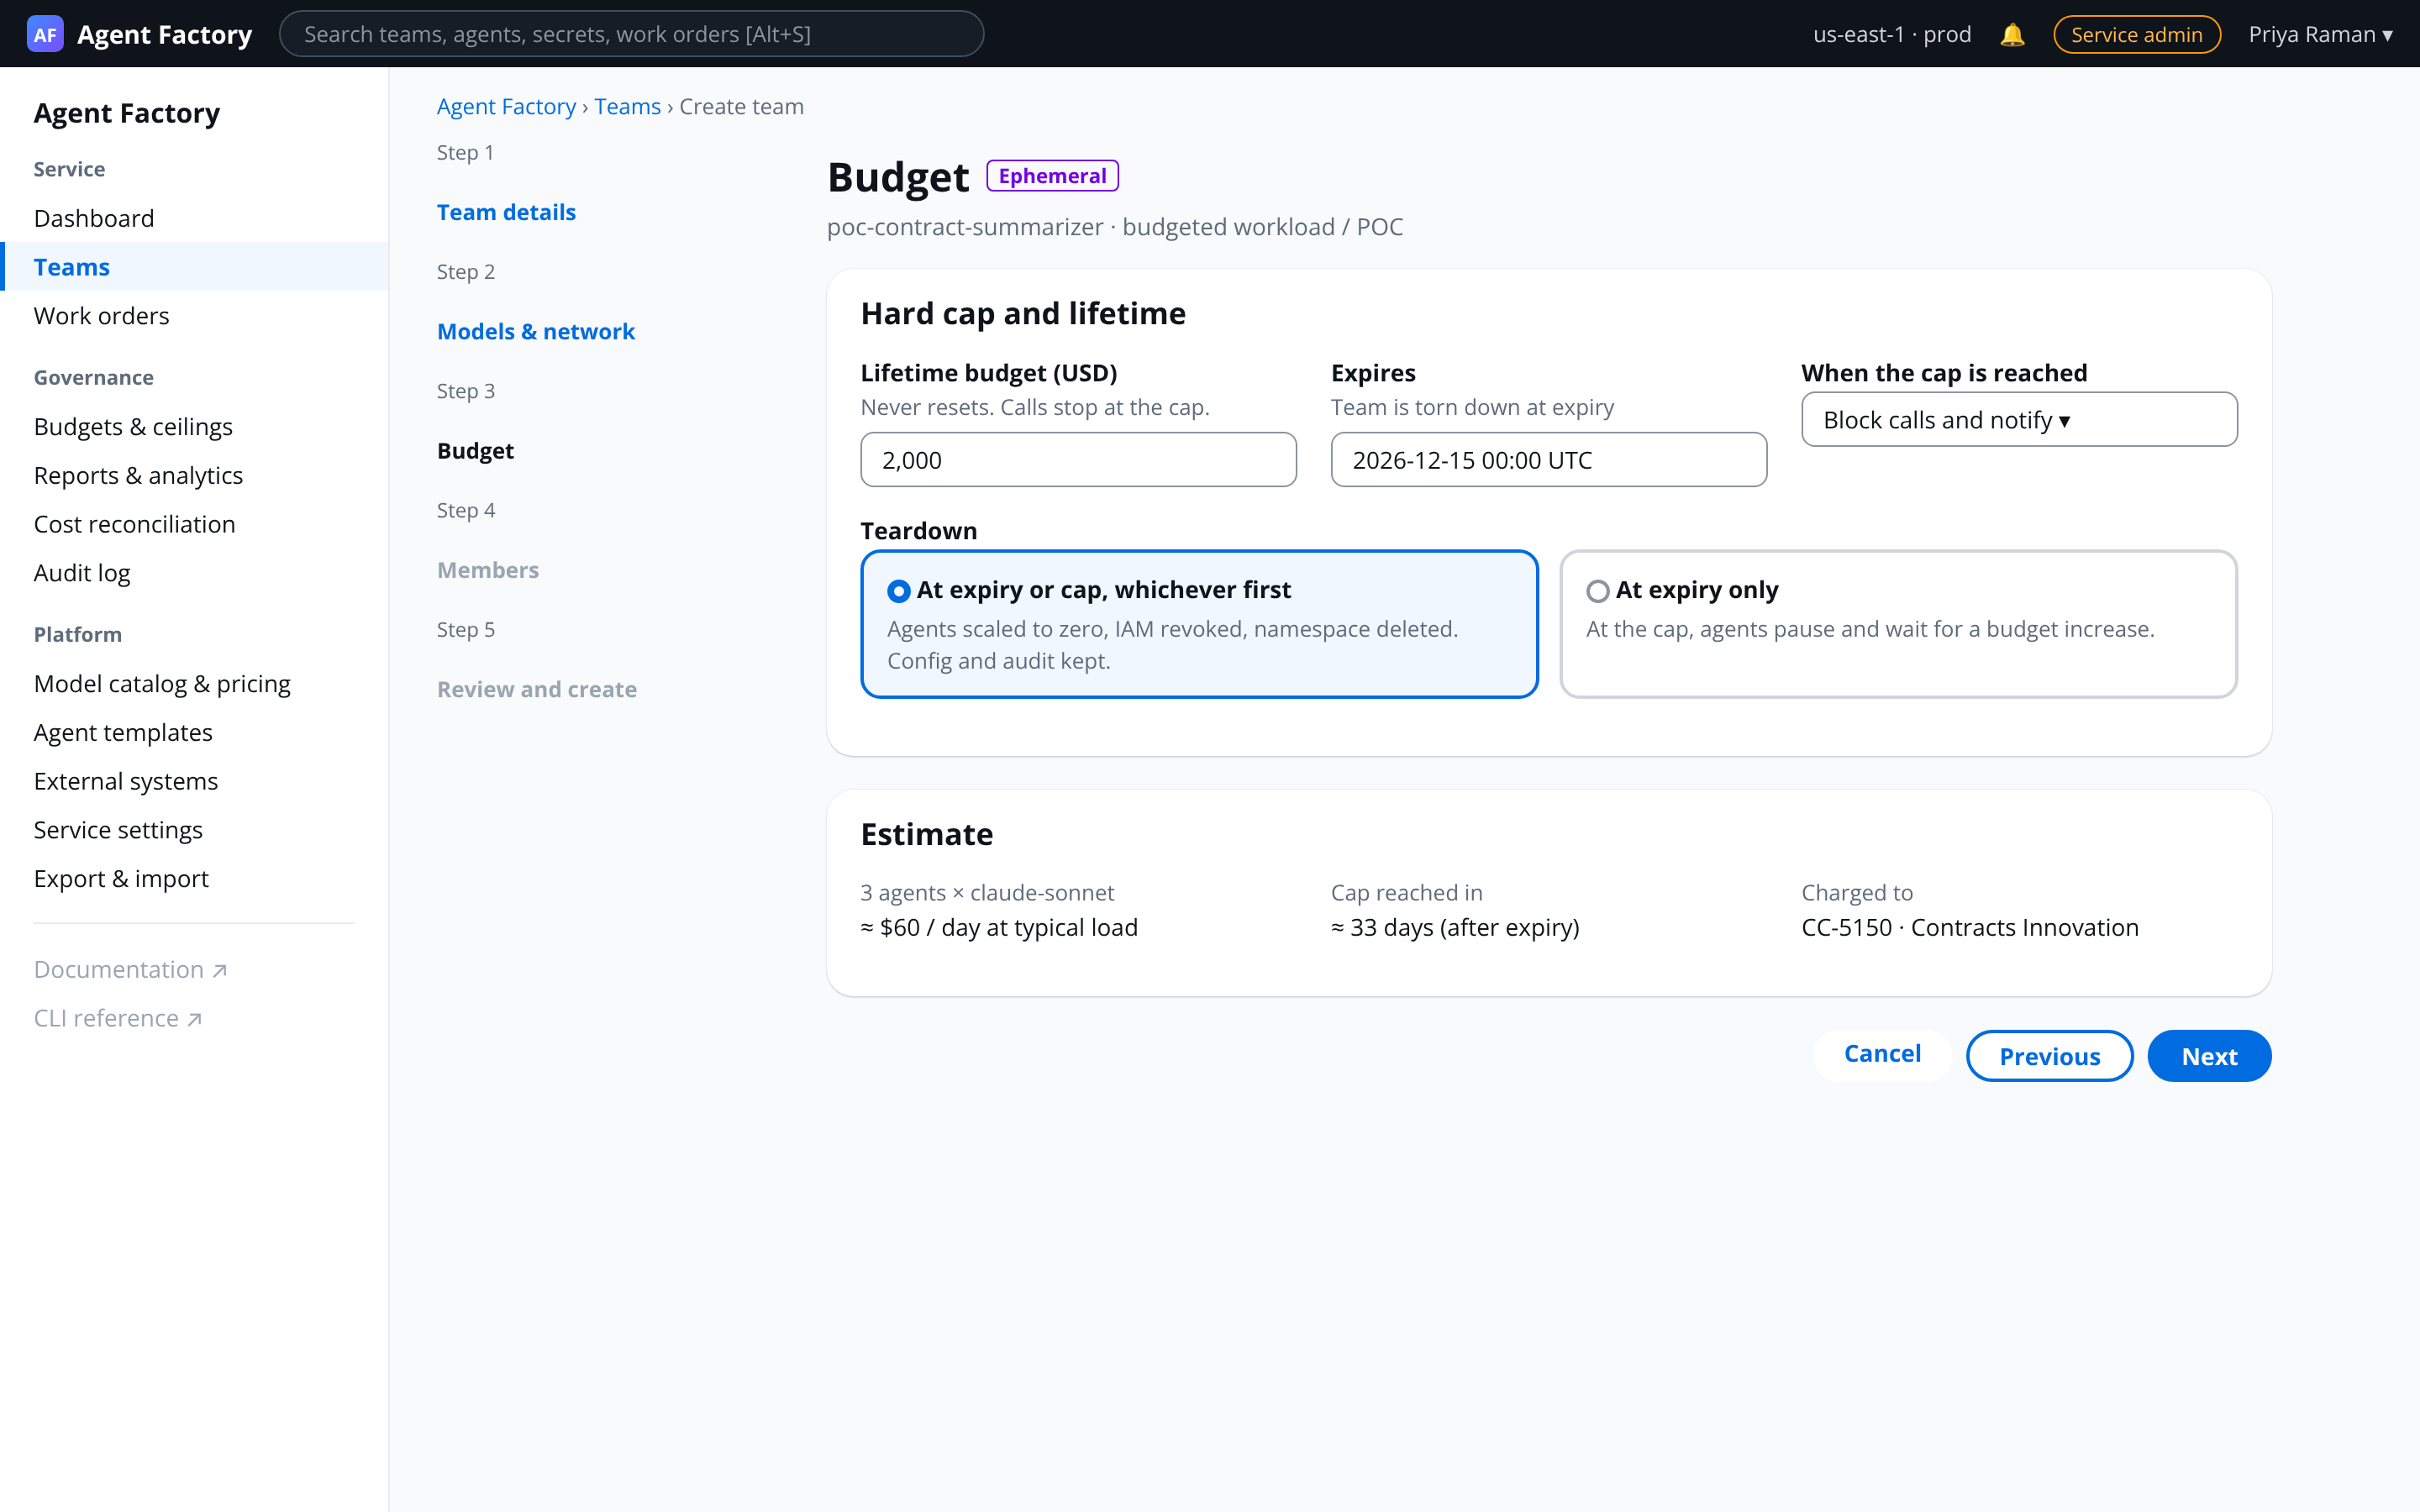 AF Agent Factory
Search teams, agents, secrets, work orders [Alt+S]
us-east-1 · prod
Service admin
Priya Raman ▾
Agent Factory
Service
Dashboard
Teams
Work orders
Governance
Budgets & ceilings
Reports & analytics
Cost reconciliation
Audit log
Platform
Model catalog & pricing
Agent templates
External systems
Service settings
Export & import
Documentation ↗
CLI reference ↗
Agent Factory › Teams › Create team
Step 1
Team details
Step 2
Models & network
Step 3
Budget
Step 4
Members
Step 5
Review and create
Budget Ephemeral
poc-contract-summarizer · budgeted workload / POC
Hard cap and lifetime
Lifetime budget (USD)
Never resets. Calls stop at the cap.
2,000
Expires
Team is torn down at expiry
2026-12-15 00:00 UTC
When the cap is reached
Block calls and notify ▾
Teardown
At expiry or cap, whichever first
Agents scaled to zero, IAM revoked, namespace deleted.
Config and audit kept.
At expiry only
At the cap, agents pause and wait for a budget increase.
Estimate
3 agents × claude-sonnet
≈ $60 / day at typical load
Cap reached in
≈ 33 days (after expiry)
Charged to
CC-5150 · Contracts Innovation
Cancel
Previous
Next